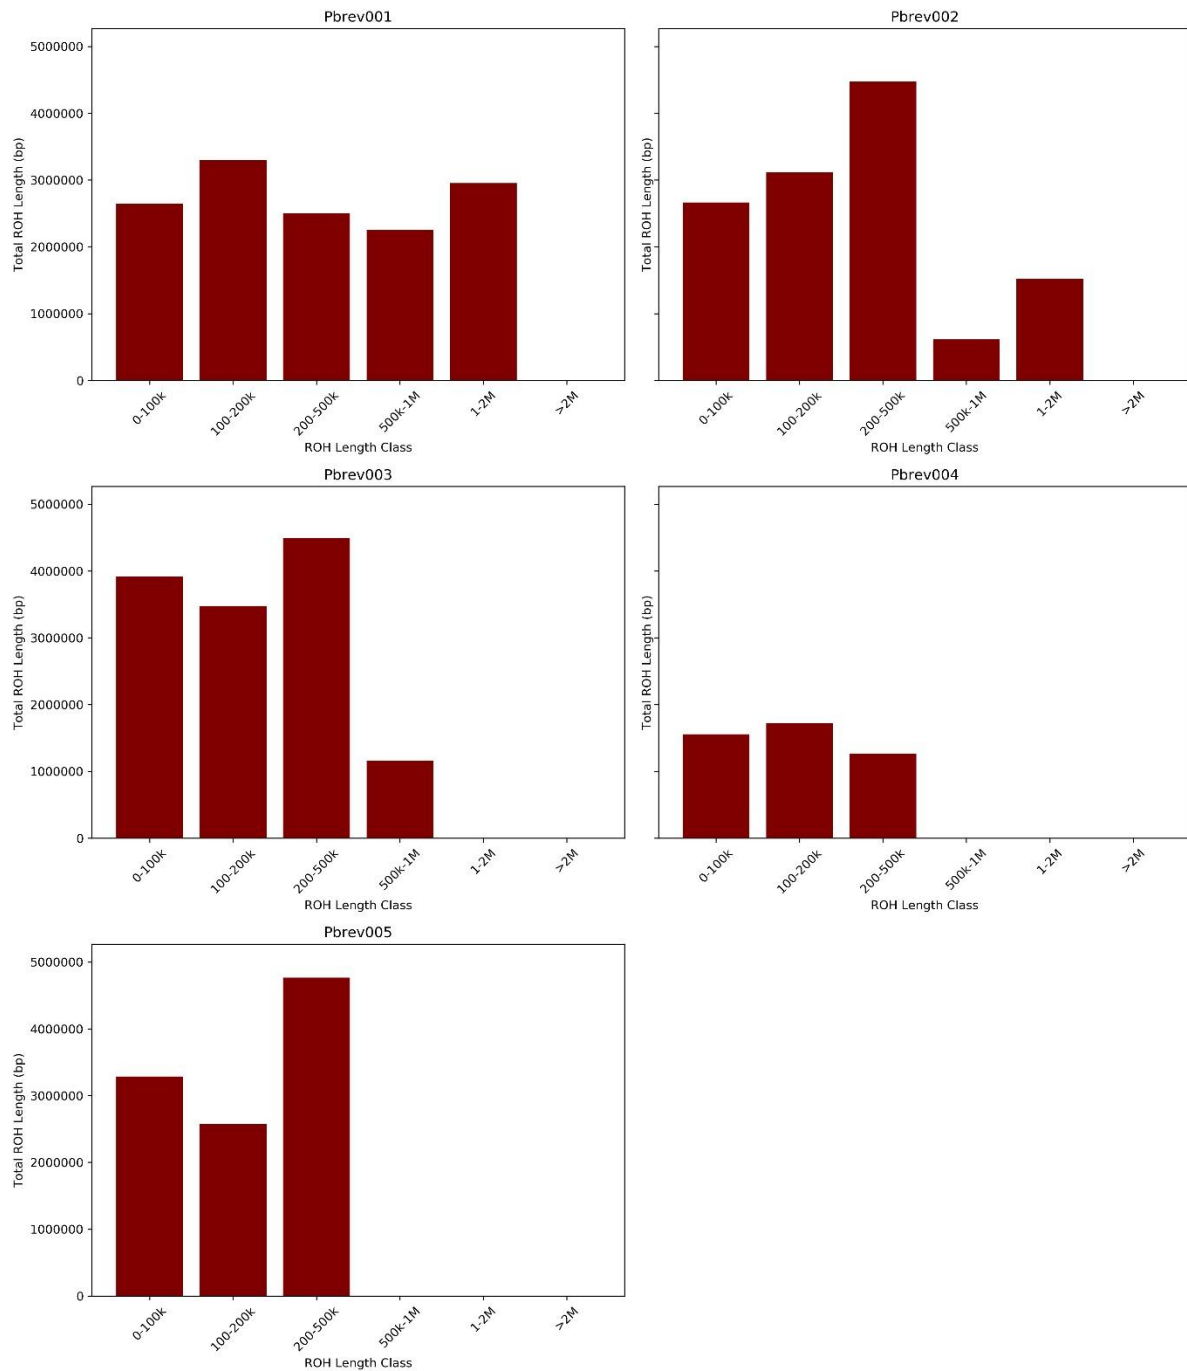 Pbrev001
Total ROH Length (bp)
5000000
4000000
3000000
2000000
1000000
0
0-100k
100-200k
200-500k
500k-1M
1-2M
>2M
ROH Length Class
Pbrev002
Total ROH Length (bp)
0-100k
100-200k
200-500k
500k-1M
1-2M
>2M
ROH Length Class
Pbrev003
Total ROH Length (bp)
5000000
4000000
3000000
2000000
1000000
0
0-100k
100-200k
200-500k
500k-1M
1-2M
>2M
ROH Length Class
Pbrev004
Total ROH Length (bp)
0-100k
100-200k
200-500k
500k-1M
1-2M
>2M
ROH Length Class
Pbrev005
Total ROH Length (bp)
5000000
4000000
3000000
2000000
1000000
0
0-100k
100-200k
200-500k
500k-1M
1-2M
>2M
ROH Length Class